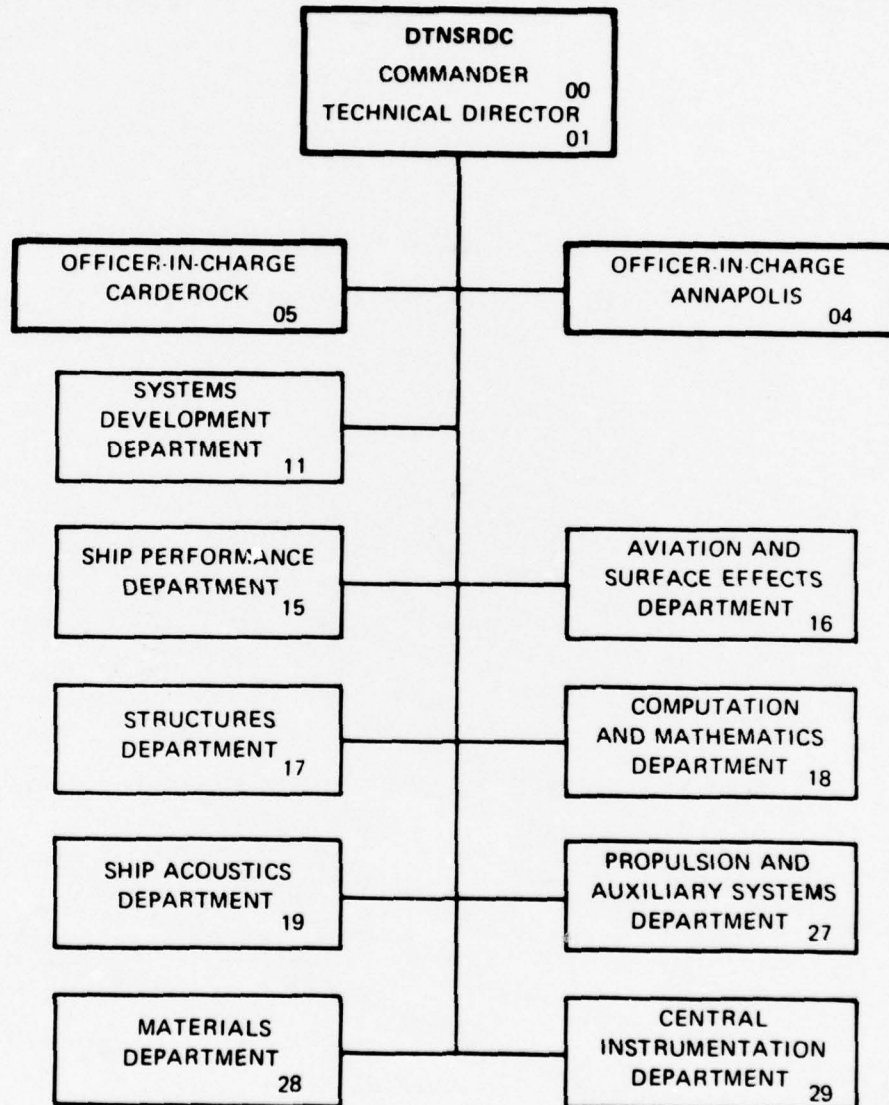 DTNSRDC
COMMANDER
00
TECHNICAL DIRECTOR
01
OFFICER-IN-CHARGE
CARDEROCK
05
OFFICER-IN-CHARGE
ANNAPOLIS
04
SYSTEMS
DEVELOPMENT
DEPARTMENT
11
SHIP PERFORMANCE
DEPARTMENT
15
AVIATION AND
SURFACE EFFECTS
DEPARTMENT
16
STRUCTURES
DEPARTMENT
17
COMPUTATION
AND MATHEMATICS
DEPARTMENT
18
SHIP ACOUSTICS
DEPARTMENT
19
PROPULSION AND
AUXILIARY SYSTEMS
DEPARTMENT
27
MATERIALS
DEPARTMENT
28
CENTRAL
INSTRUMENTATION
DEPARTMENT
29